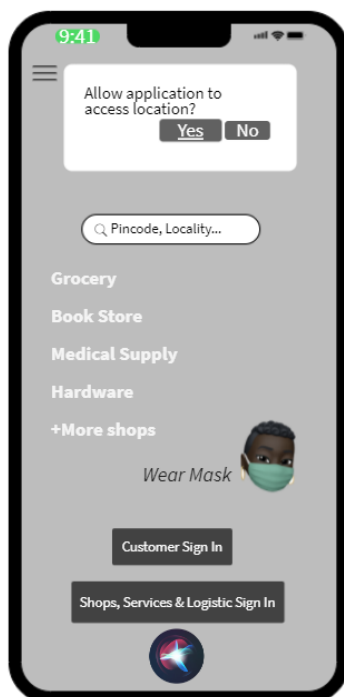 9:41
Allow application to
access location?
Yes No
Pincode, Locality...
Grocery
Book Store
Medical Supply
Hardware
+More shops
Wear Mask
Customer Sign In
Shops, Services & Logistic Sign In